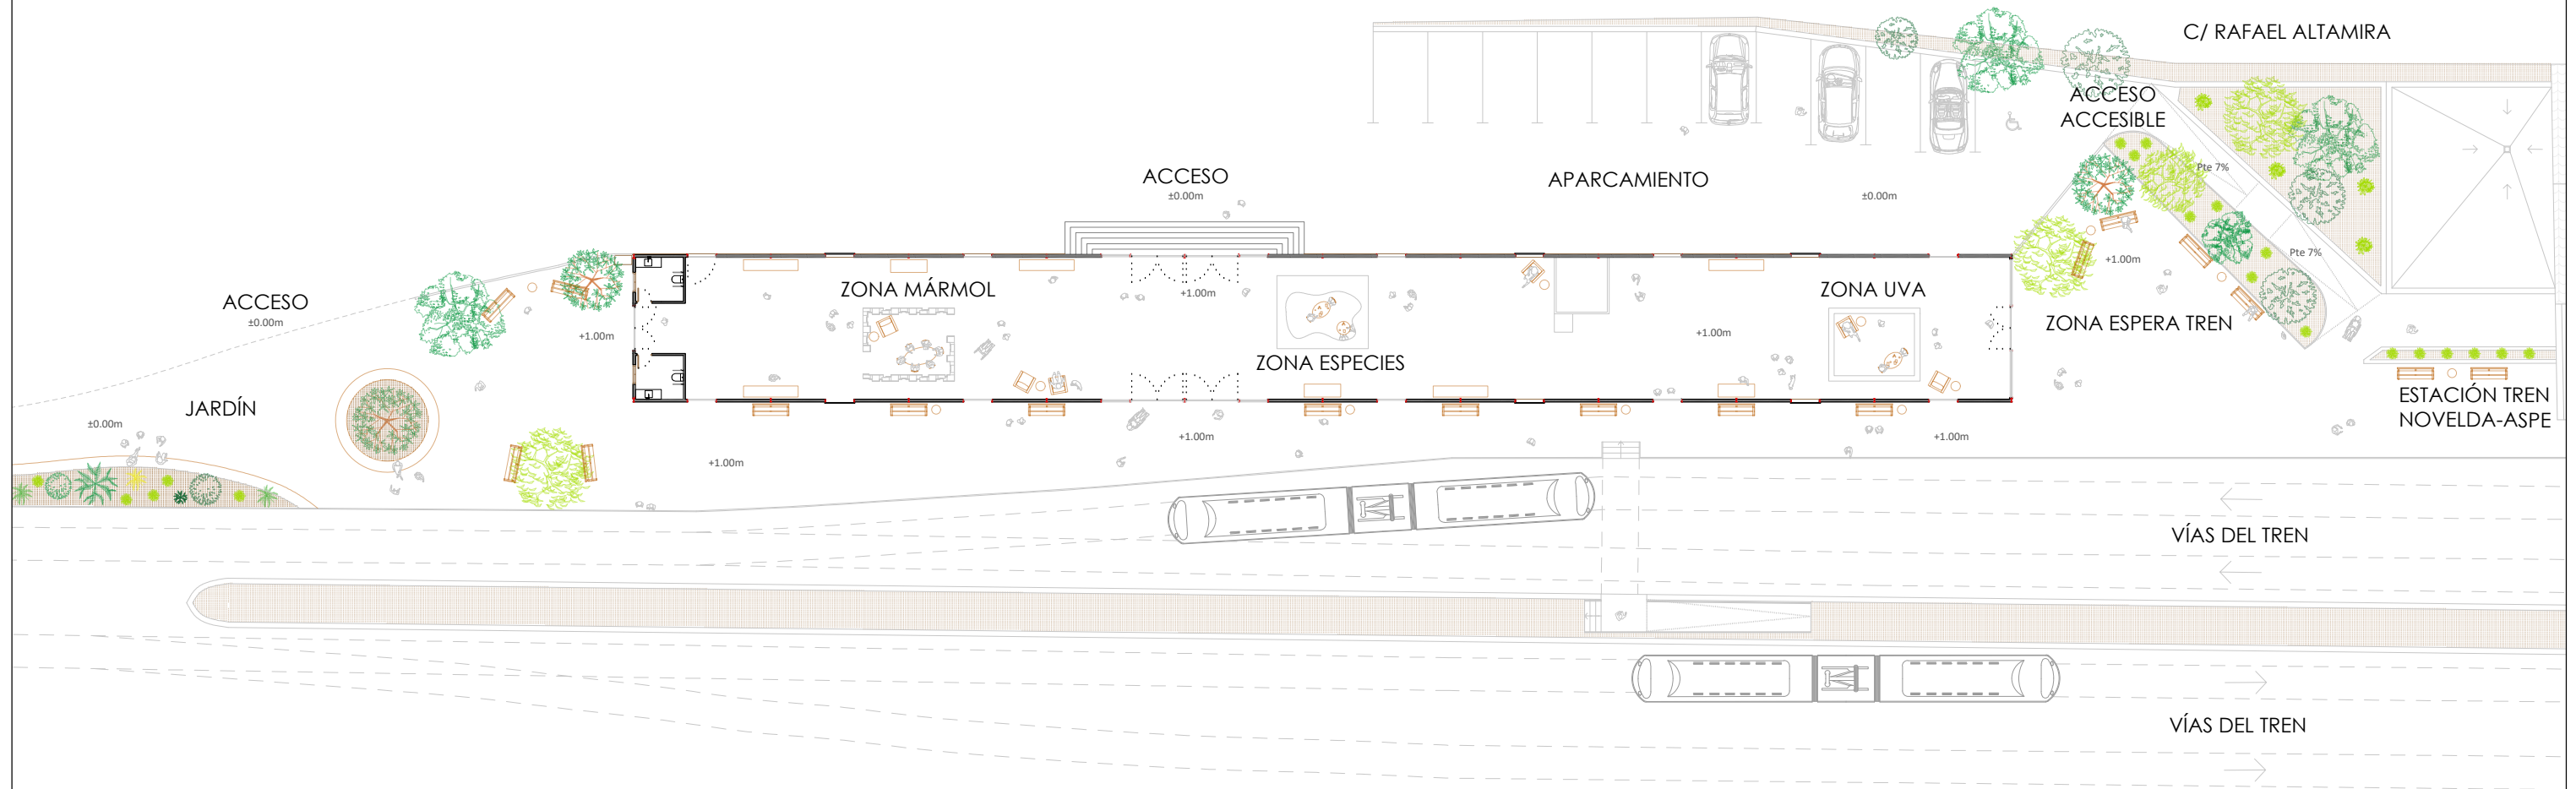 C/ RAFAEL ALTAMIRA
ACCESO
ACCESIBLE
Pte 7%
ACCESO
±0.00m
APARCAMIENTO
±0.00m
Pte 7%
+1.00m
ACCESO
±0.00m
+1.00m
ZONA MÁRMOL
+1.00m
ZONA ESPECIES
+1.00m
ZONA UVA
ZONA ESPERA TREN
JARDÍN
±0.00m
+1.00m
+1.00m
+1.00m
ESTACIÓN TREN
NOVELDA-ASPE
VÍAS DEL TREN
VÍAS DEL TREN